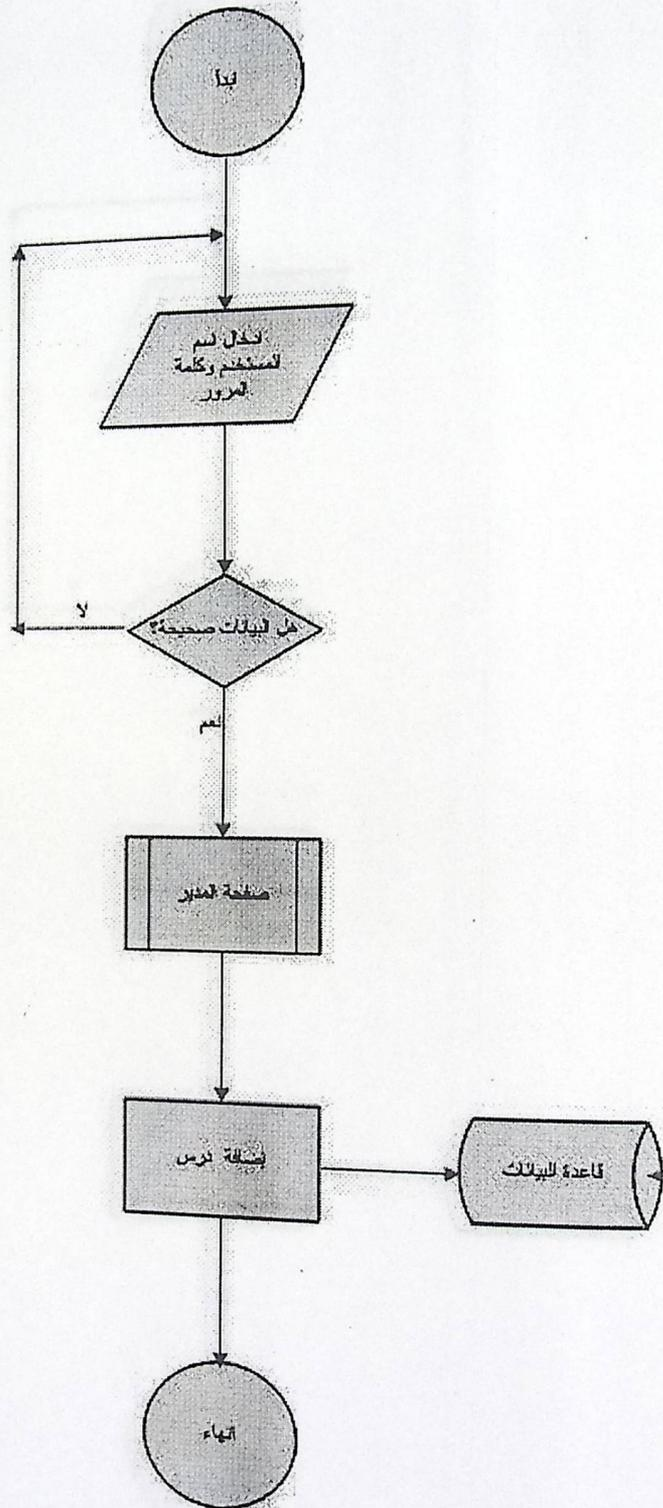 ابدأ
ادخال اسم
المستخدم وكلمة
المرور
هل البيانات صحيحة؟
لا
نعم
صفحة المدير
إضافة درس
قاعدة البيانات
انهاء